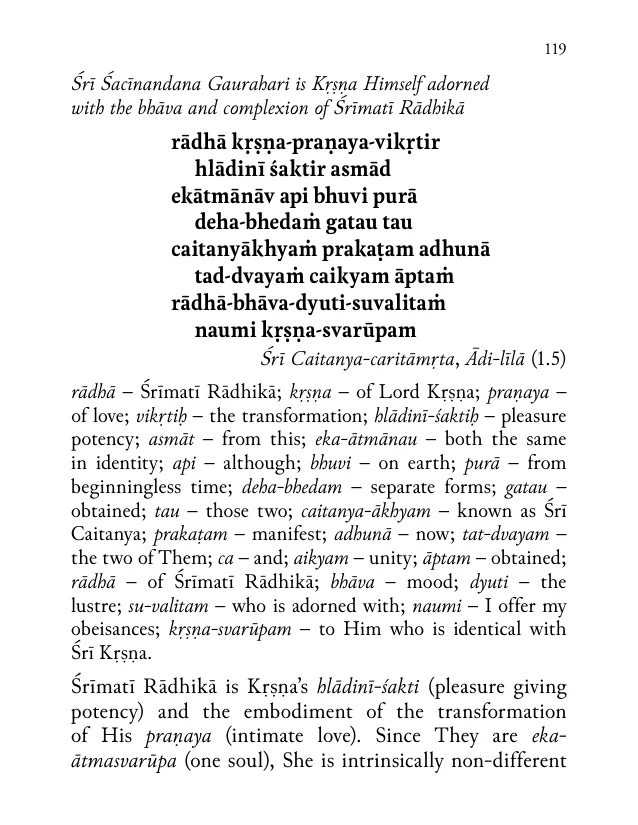 119
Śrī Śacīnandana Gaurahari is Kṛṣṇa Himself adorned
with the bhāva and complexion of Śrīmatī Rādhikā
rādhā kṛṣṇa-praṇaya-vikṛtir
hlādinī śaktir asmād
ekātmānāv api bhuvi purā
deha-bhedaṁ gatau tau
caitanyākhyaṁ prakaṭam adhunā
tad-dvayaṁ caikyam āptaṁ
rādhā-bhāva-dyuti-suvalitaṁ
naumi kṛṣṇa-svarūpam
Śrī Caitanya-caritāmṛta, Ādi-līlā (1.5)
rādhā – Śrīmatī Rādhikā; kṛṣṇa – of Lord Kṛṣṇa; praṇaya –
of love; vikṛtiḥ – the transformation; hlādinī-śaktiḥ – pleasure
potency; asmāt – from this; eka-ātmānau – both the same
in identity; api – although; bhuvi – on earth; purā – from
beginningless time; deha-bhedam – separate forms; gatau –
obtained; tau – those two; caitanya-ākhyam – known as Śrī
Caitanya; prakaṭam – manifest; adhunā – now; tat-dvayam –
the two of Them; ca – and; aikyam – unity; āptam – obtained;
rādhā – of Śrīmatī Rādhikā; bhāva – mood; dyuti – the
lustre; su-valitam – who is adorned with; naumi – I offer my
obeisances; kṛṣṇa-svarūpam – to Him who is identical with
Śrī Kṛṣṇa.
Śrīmatī Rādhikā is Kṛṣṇa’s hlādinī-śakti (pleasure giving
potency) and the embodiment of the transformation
of His praṇaya (intimate love). Since They are eka-
ātmasvarūpa (one soul), She is intrinsically non-different